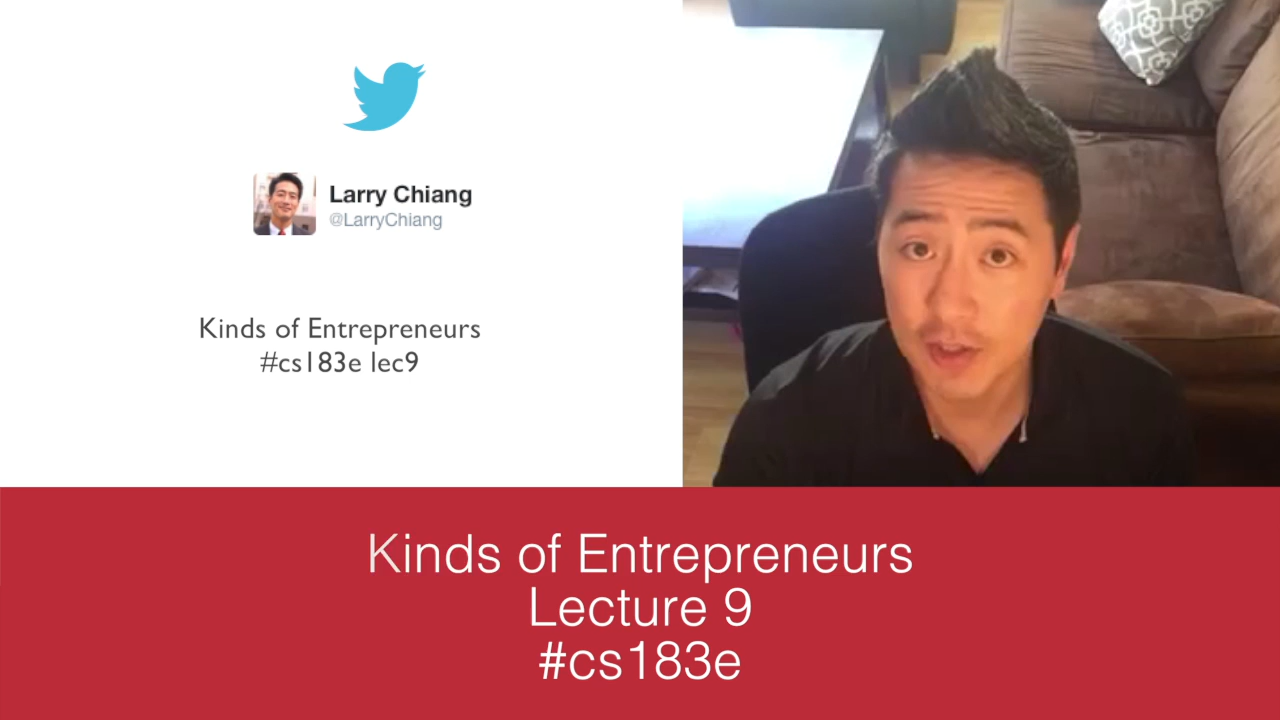 Larry Chiang
@LarryChiang
Kinds of Entrepreneurs
#cs183e lec9
Kinds of Entrepreneurs
Lecture 9
#cs183e